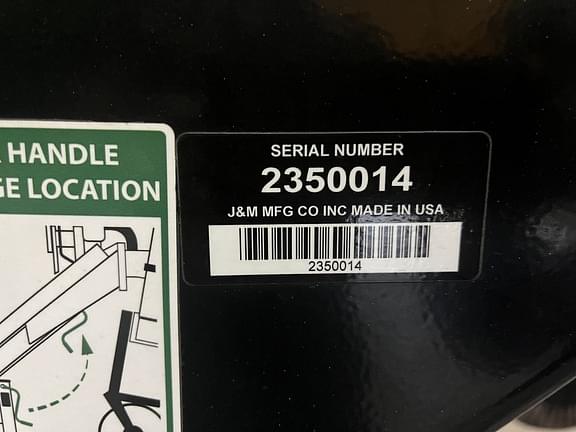 HANDLE
GE LOCATION
SERIAL NUMBER
2350014
J&M MFG CO INC MADE IN USA
2350014